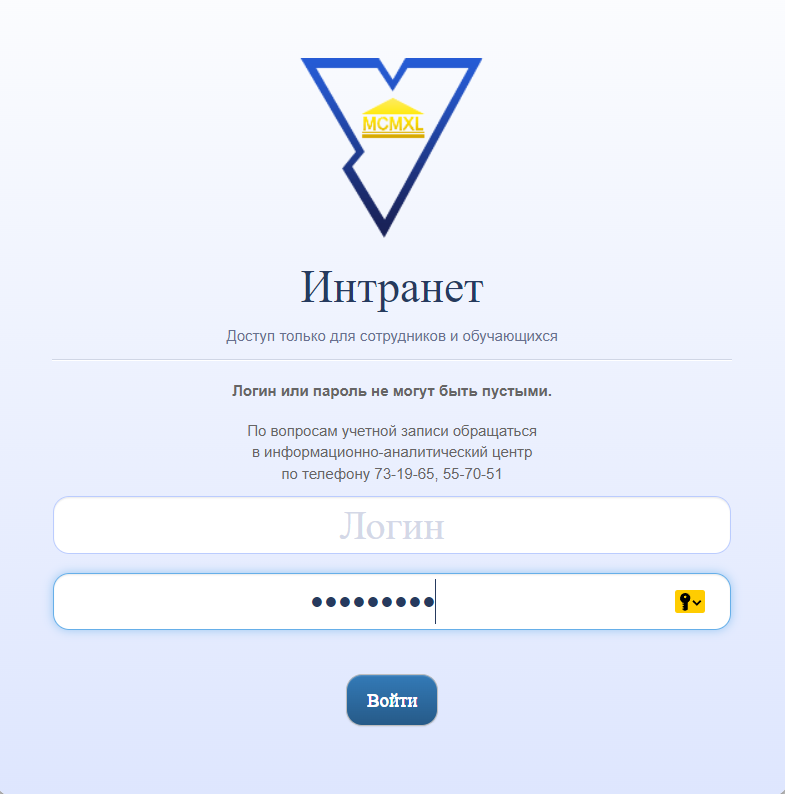 MCMXL
Интранет
Доступ только для сотрудников и обучающихся
Логин или пароль не могут быть пустыми.
По вопросам учетной записи обращаться
в информационно-аналитический центр
по телефону 73-19-65, 55-70-51
Логин
•••••••••
Войти